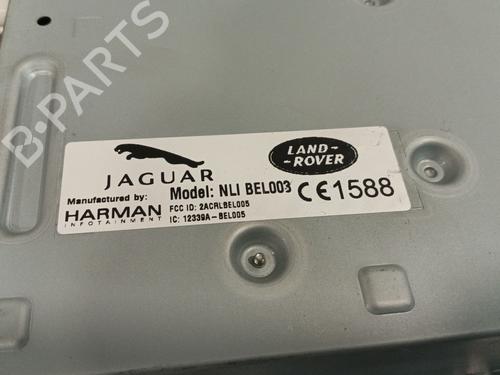 B-PARTS
JAGUAR
LAND-
-ROVER
Manufactured by:
HARMAN
INFOTAINMENT
Model: NLI BEL003
FCC ID: 2ACRLBEL005
IC: 12339A-BEL005
CE1588